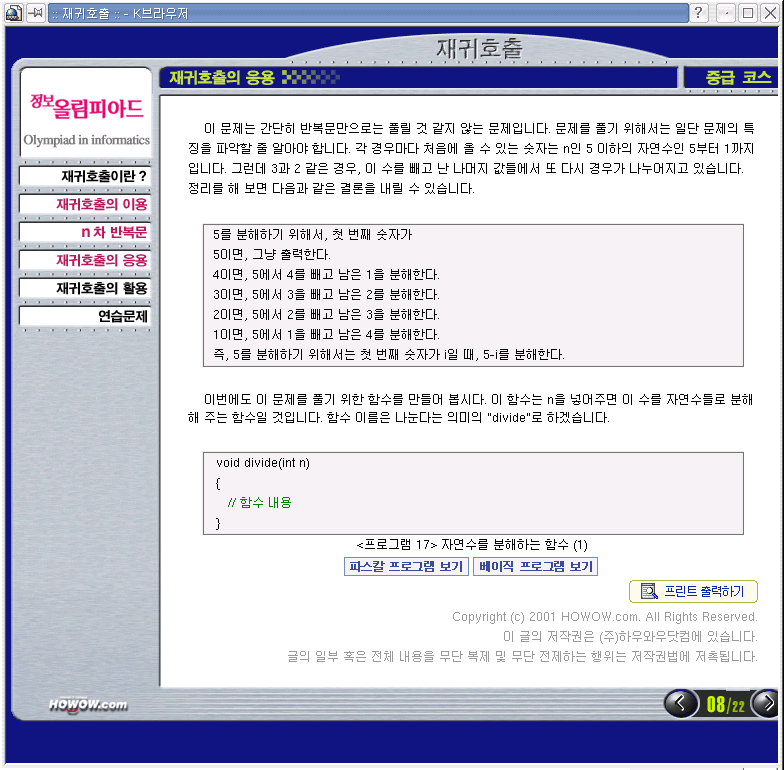 :: 재귀호출 :: - K브라우저
재귀호출
재귀호출의 응용
중급 코스
정보올림피아드
Olympiad in informatics
재귀호출이란 ?
재귀호출의 이용
n 차 반복문
재귀호출의 응용
재귀호출의 활용
연습문제
이 문제는 간단히 반복문만으로는 풀릴 것 같지 않는 문제입니다. 문제를 풀기 위해서는 일단 문제의 특
징을 파악할 줄 알아야 합니다. 각 경우마다 처음에 올 수 있는 숫자는 n인 5 이하의 자연수인 5부터 1까지
입니다. 그런데 3과 2 같은 경우, 이 수를 빼고 난 나머지 값들에서 또 다시 경우가 나누어지고 있습니다.
정리를 해 보면 다음과 같은 결론을 내릴 수 있습니다.
5를 분해하기 위해서, 첫 번째 숫자가
5이면, 그냥 출력한다.
4이면, 5에서 4를 빼고 남은 1을 분해한다.
3이면, 5에서 3을 빼고 남은 2를 분해한다.
2이면, 5에서 2를 빼고 남은 3을 분해한다.
1이면, 5에서 1을 빼고 남은 4를 분해한다.
즉, 5를 분해하기 위해서는 첫 번째 숫자가 i일 때, 5-i를 분해한다.
이번에도 이 문제를 풀기 위한 함수를 만들어 봅시다. 이 함수는 n을 넣어주면 이 수를 자연수들로 분해
해 주는 함수일 것입니다. 함수 이름은 나눈다는 의미의 "divide"로 하겠습니다.
void divide(int n)
{
// 함수 내용
}
<프로그램 17> 자연수를 분해하는 함수 (1)
파스칼 프로그램 보기 베이직 프로그램 보기
프린트 출력하기
Copyright (c) 2001 HOWOW.com. All Rights Reserved.
이 글의 저작권은 (주)하우와우닷컴에 있습니다.
글의 일부 혹은 전체 내용을 무단 복제 및 무단 전제하는 행위는 저작권법에 저촉됩니다.
HOWOW.com
08/22